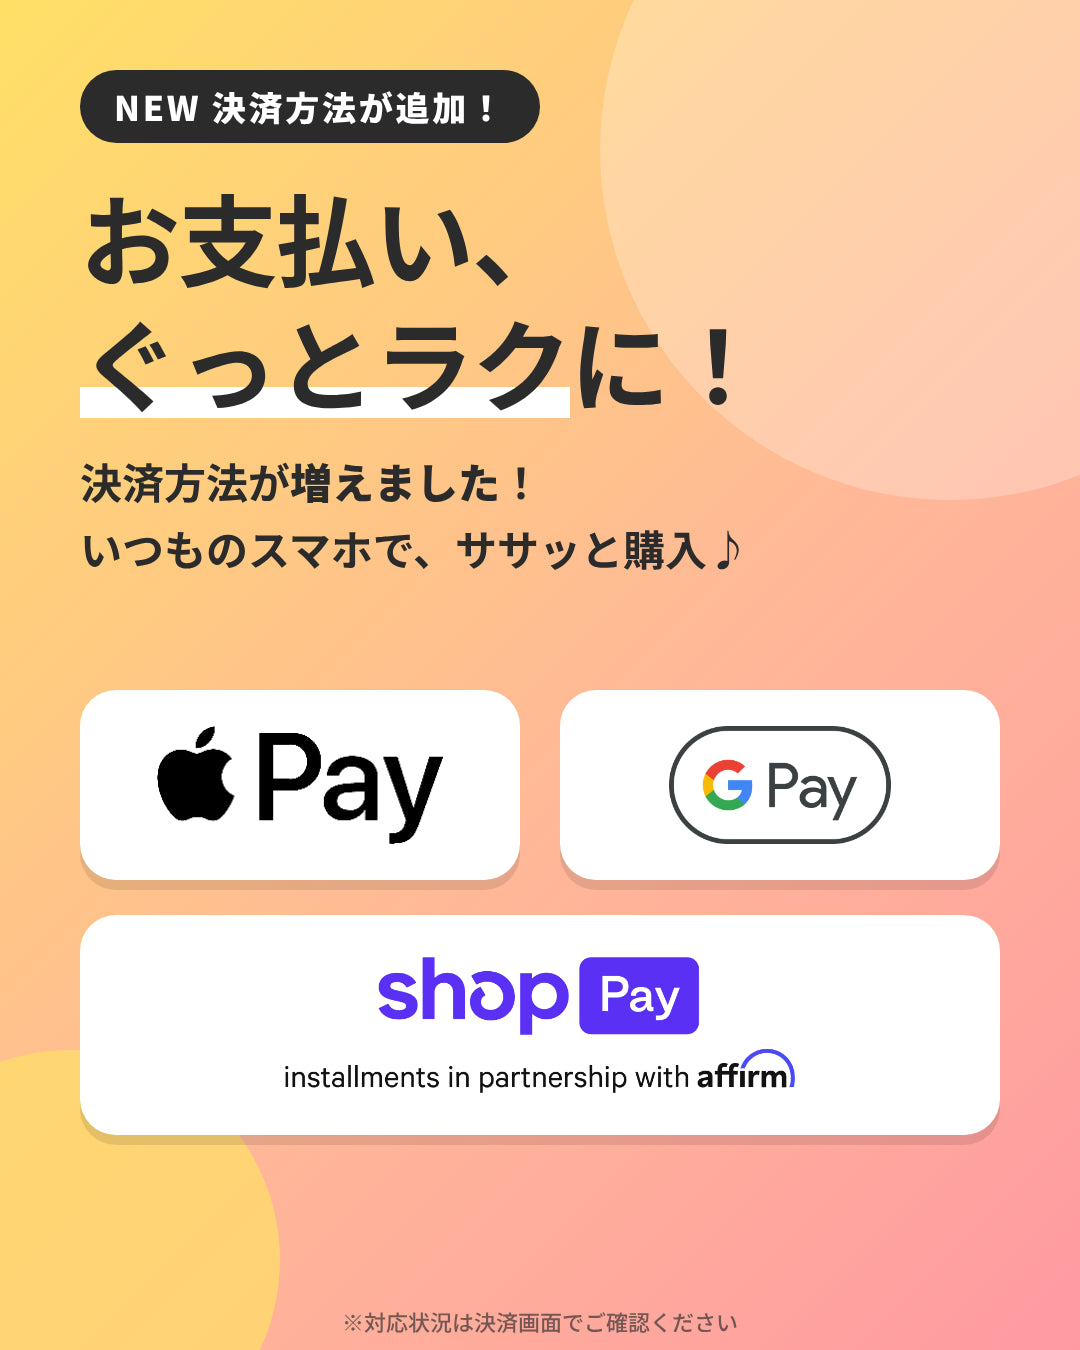 NEW 決済方法が追加！
お支払い、
ぐっとラクに！
決済方法が増えました！
いつものスマホで、ササッと購入♪
Pay
G Pay
shop Pay
installments in partnership with affirm
※対応状況は決済画面でご確認ください